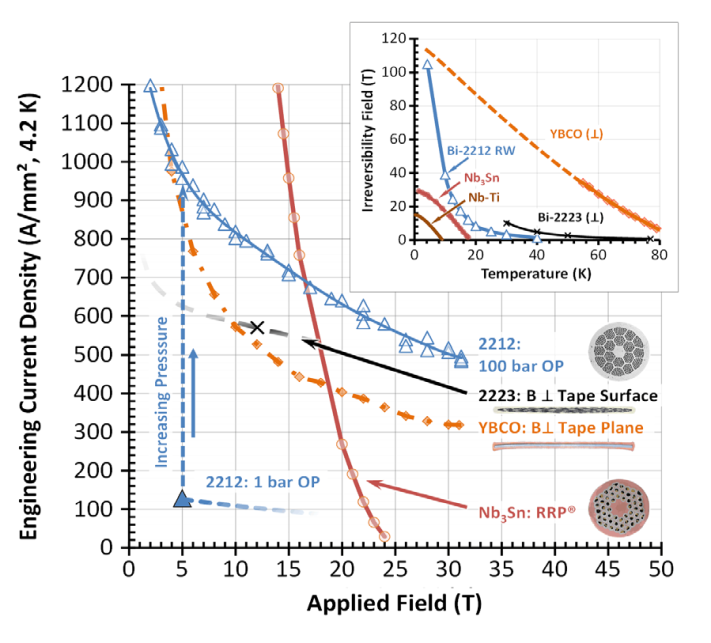 120
100
80
60
40
20
0
Irreversibility Field (T)
YBCO (⊥)
Bi-2212 RW
Nb₃Sn
Nb-Ti
Bi-2223 (⊥)
0 20 40 60 80
Temperature (K)
1200
1100
1000
900
800
700
600
500
400
300
200
100
0
Engineering Current Density (A/mm², 4.2 K)
Increasing Presssure
2212: 1 bar OP
2212:
100 bar OP
2223: B ⊥ Tape Surface
YBCO: B⊥ Tape Plane
Nb₃Sn: RRP®
0 5 10 15 20 25 30 35 40 45 50
Applied Field (T)